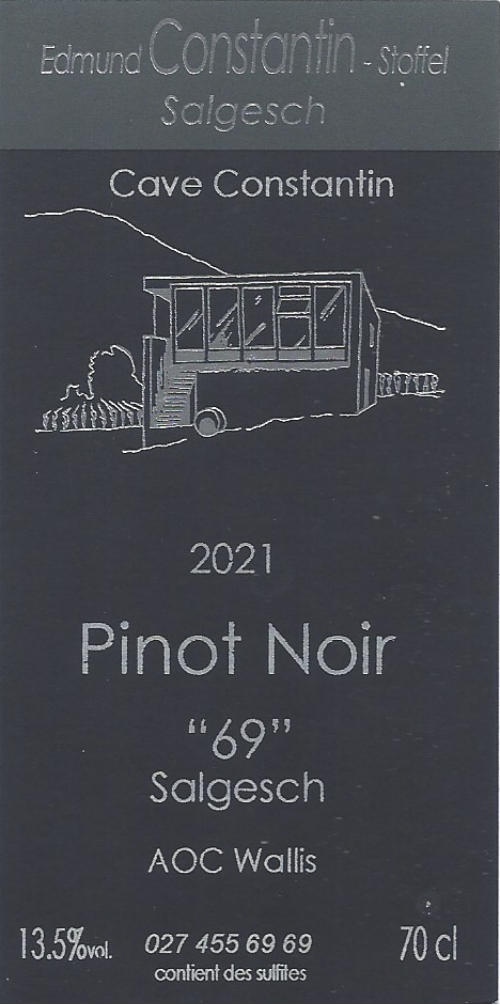 Edmund Constantin - Stoffel
Salgesch
Cave Constantin
2021
Pinot Noir
"69"
Salgesch
AOC Wallis
13.5%vol. 027 455 69 69 70 cl
contient des sulfites